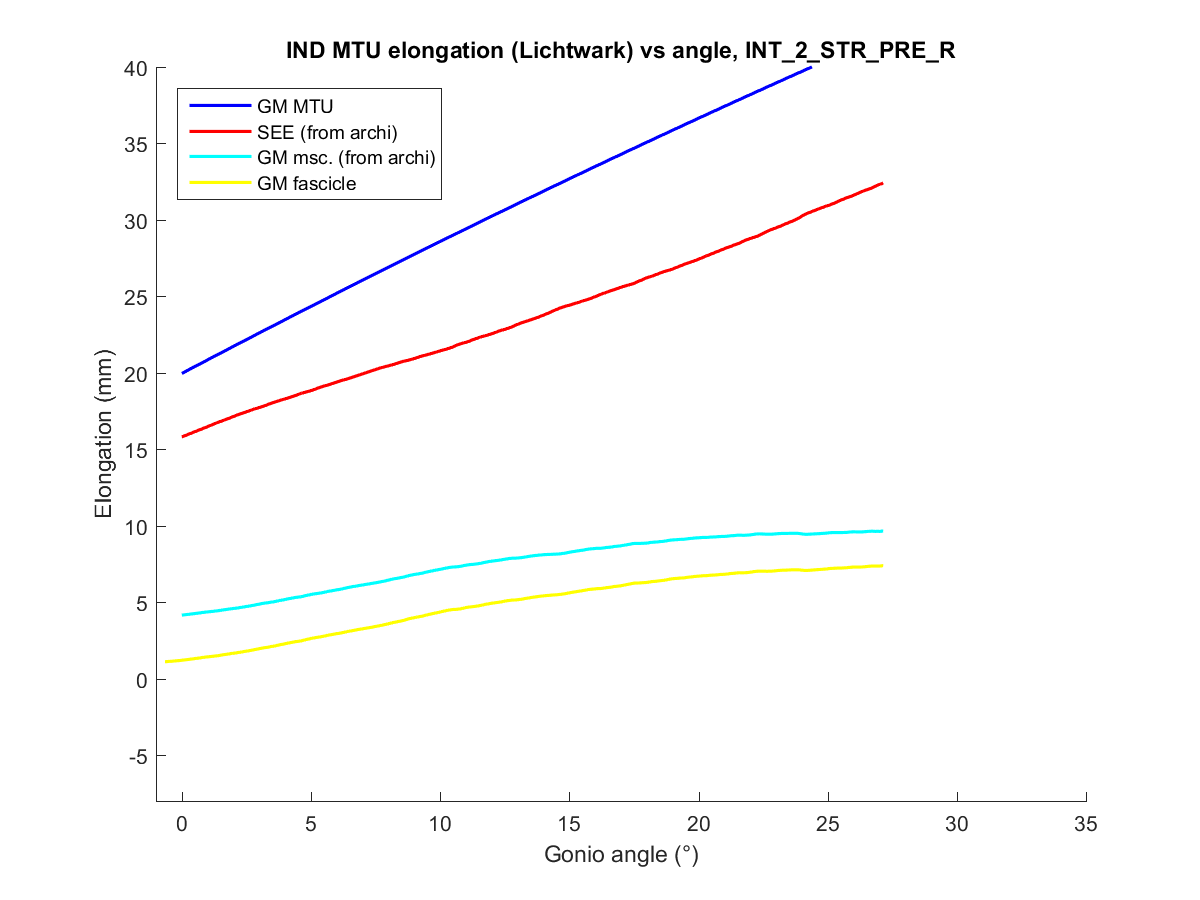 IND MTU elongation (Lichtwark) vs angle, INT_2_STR_PRE_R
GM MTU
SEE (from archi)
GM msc. (from archi)
GM fascicle
Elongation (mm)
40
35
30
25
20
15
10
5
0
-5
0 5 10 15 20 25 30 35
Gonio angle (°)